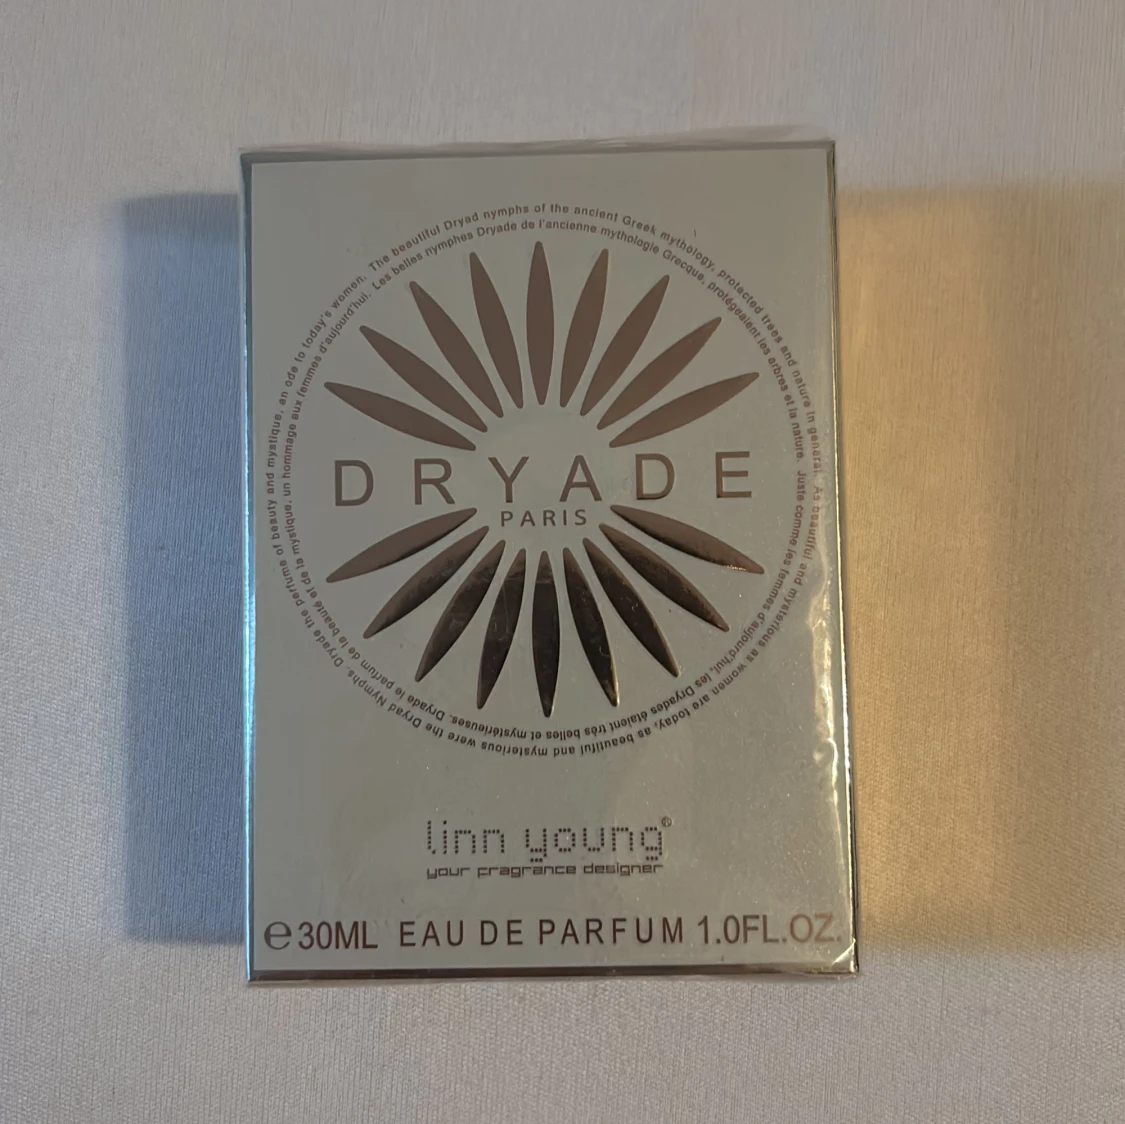 The beautiful Dryad nymphs of the ancient Greek mythology, protected trees and nature in general. As beautiful and mysterious as women are today, as beautiful and mysterious were the Dryad Nymphs. Dryade the perfume of beauty and mystique, an ode to today's women.
Les belles nymphes Dryade de l'ancienne mythologie Grecque, protégeaient les arbres et la nature. Juste comme les femmes d'aujourd'hui, les Dryades étaient très belles et mystérieuses. Dryade le parfum de la beauté et de la mystique, un hommage aux femmes d'aujourd'hui.
DRYADE
PARIS
linn young®
your fragrance designer
℮30ML EAU DE PARFUM 1.0FL.OZ.